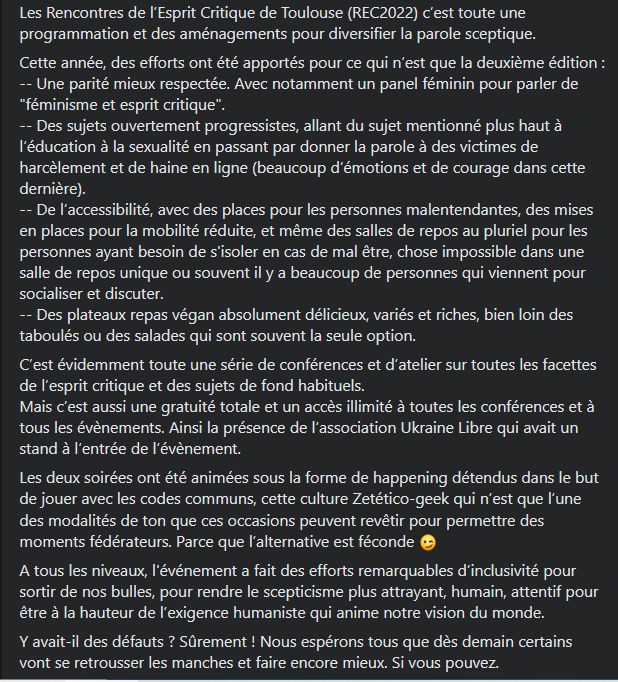 Les Rencontres de l'Esprit Critique de Toulouse (REC2022) c'est toute une
programmation et des aménagements pour diversifier la parole sceptique.
Cette année, des efforts ont été apportés pour ce qui n'est que la deuxième édition :
-- Une parité mieux respectée. Avec notamment un panel féminin pour parler de
"féminisme et esprit critique".
-- Des sujets ouvertement progressistes, allant du sujet mentionné plus haut à
l'éducation à la sexualité en passant par donner la parole à des victimes de
harcèlement et de haine en ligne (beaucoup d'émotions et de courage dans cette
dernière).
-- De l'accessibilité, avec des places pour les personnes malentendantes, des mises
en places pour la mobilité réduite, et même des salles de repos au pluriel pour les
personnes ayant besoin de s'isoler en cas de mal être, chose impossible dans une
salle de repos unique ou souvent il y a beaucoup de personnes qui viennent pour
socialiser et discuter.
-- Des plateaux repas végan absolument délicieux, variés et riches, bien loin des
taboulés ou des salades qui sont souvent la seule option.
C'est évidemment toute une série de conférences et d'atelier sur toutes les facettes
de l'esprit critique et des sujets de fond habituels.
Mais c'est aussi une gratuité totale et un accès illimité à toutes les conférences et à
tous les évènements. Ainsi la présence de l'association Ukraine Libre qui avait un
stand à l'entrée de l'évènement.
Les deux soirées ont été animées sous la forme de happening détendus dans le but
de jouer avec les codes communs, cette culture Zetético-geek qui n'est que l'une
des modalités de ton que ces occasions peuvent revêtir pour permettre des
moments fédérateurs. Parce que l'alternative est féconde 😉
A tous les niveaux, l'événement a fait des efforts remarquables d'inclusivité pour
sortir de nos bulles, pour rendre le scepticisme plus attrayant, humain, attentif pour
être à la hauteur de l'exigence humaniste qui anime notre vision du monde.
Y avait-il des défauts ? Sûrement ! Nous espérons tous que dès demain certains
vont se retrousser les manches et faire encore mieux. Si vous pouvez.